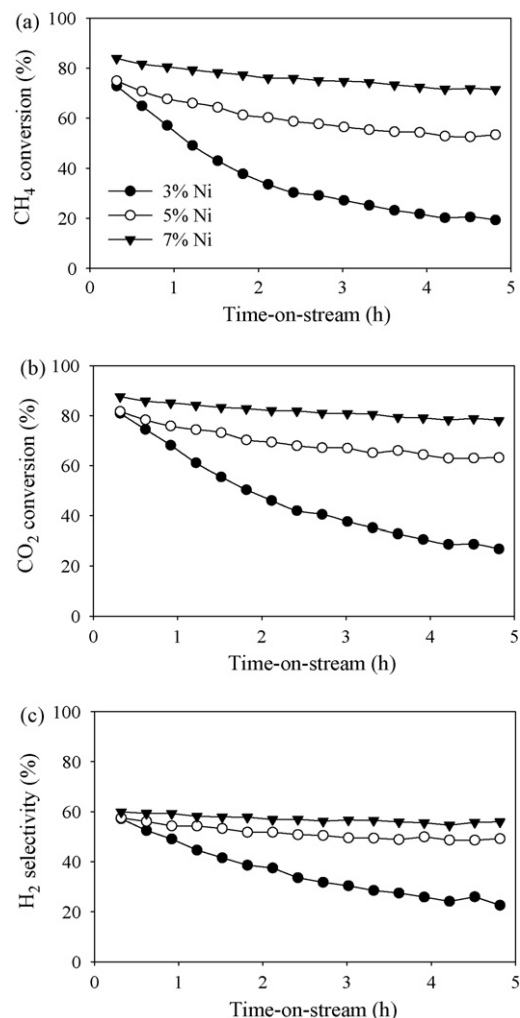 (a)
100
80
60
40
20
0
CH₄ conversion (%)
3% Ni
5% Ni
7% Ni
0 1 2 3 4 5
Time-on-stream (h)
(b)
100
80
60
40
20
0
CO₂ conversion (%)
0 1 2 3 4 5
Time-on-stream (h)
(c)
100
80
60
40
20
0
H₂ selectivity (%)
0 1 2 3 4 5
Time-on-stream (h)